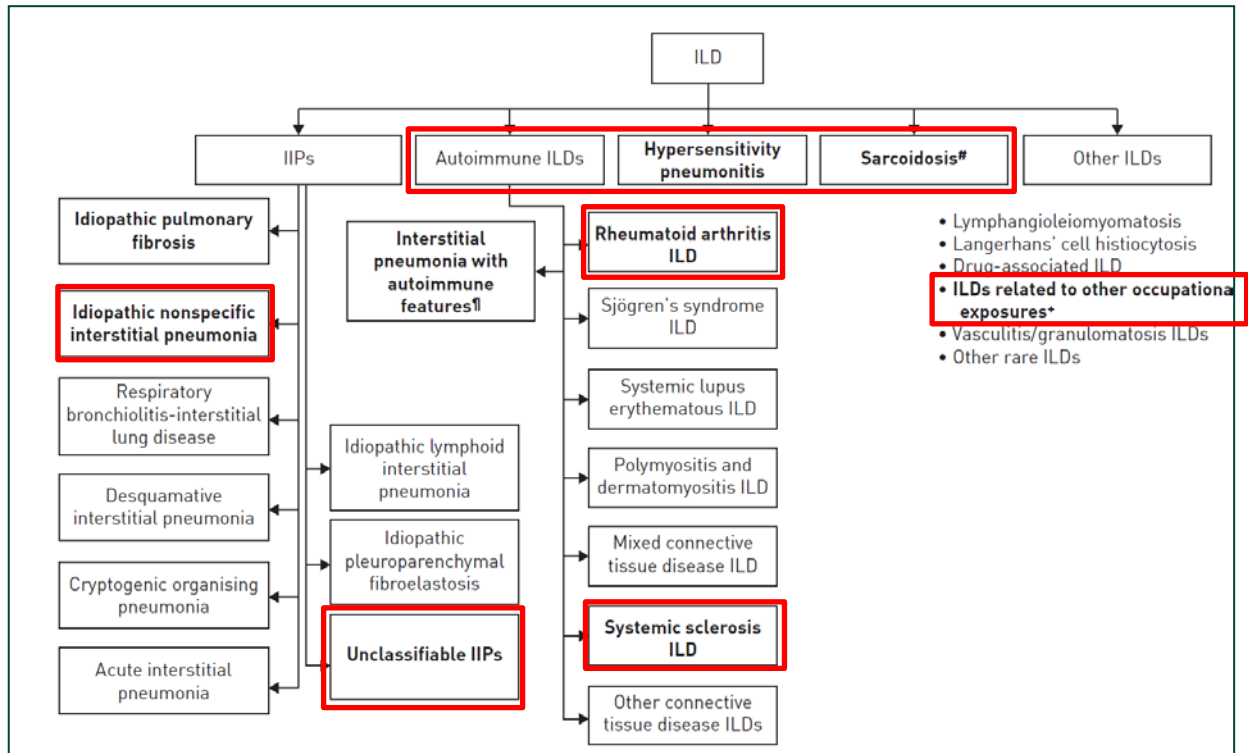 ILD
IIPs
Autoimmune ILDs
Hypersensitivity
pneumonitis
Sarcoidosis#
Other ILDs
Idiopathic pulmonary
fibrosis
Idiopathic nonspecific
interstitial pneumonia
Respiratory
bronchiolitis-interstitial
lung disease
Desquamative
interstitial pneumonia
Cryptogenic organising
pneumonia
Acute interstitial
pneumonia
Idiopathic lymphoid
interstitial
pneumonia
Idiopathic
pleuroparenchymal
fibroelastosis
Unclassifiable IIPs
Interstitial
pneumonia with
autoimmune
features¶
Rheumatoid arthritis
ILD
Sjögren's syndrome
ILD
Systemic lupus
erythematous ILD
Polymyositis and
dermatomyositis ILD
Mixed connective
tissue disease ILD
Systemic sclerosis
ILD
Other connective
tissue disease ILDs
• Lymphangioleiomyomatosis
• Langerhans' cell histiocytosis
• Drug-associated ILD
• ILDs related to other occupationa
exposures+
• Vasculitis/granulomatosis ILDs
• Other rare ILDs